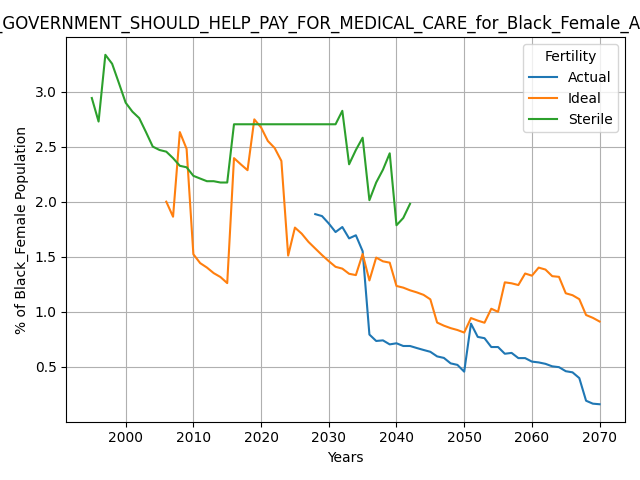 _GOVERNMENT_SHOULD_HELP_PAY_FOR_MEDICAL_CARE_for_Black_Female_A
Fertility
Actual
Ideal
Sterile
% of Black_Female Population
3.0
2.5
2.0
1.5
1.0
0.5
2000 2010 2020 2030 2040 2050 2060 2070
Years